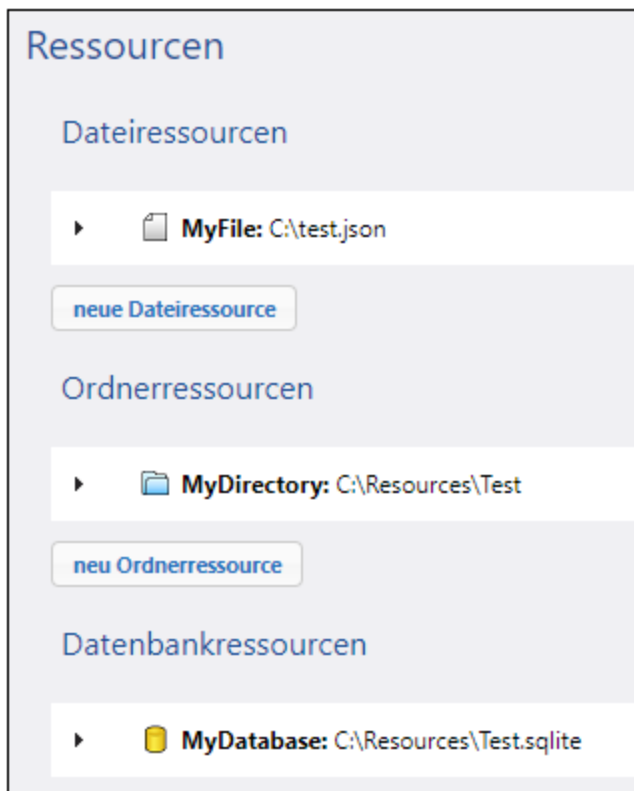 Ressourcen
Dateiressourcen
MyFile: C:\test.json
neue Dateiressource
Ordnerressourcen
MyDirectory: C:\Resources\Test
neu Ordnerressource
Datenbankressourcen
MyDatabase: C:\Resources\Test.sqlite